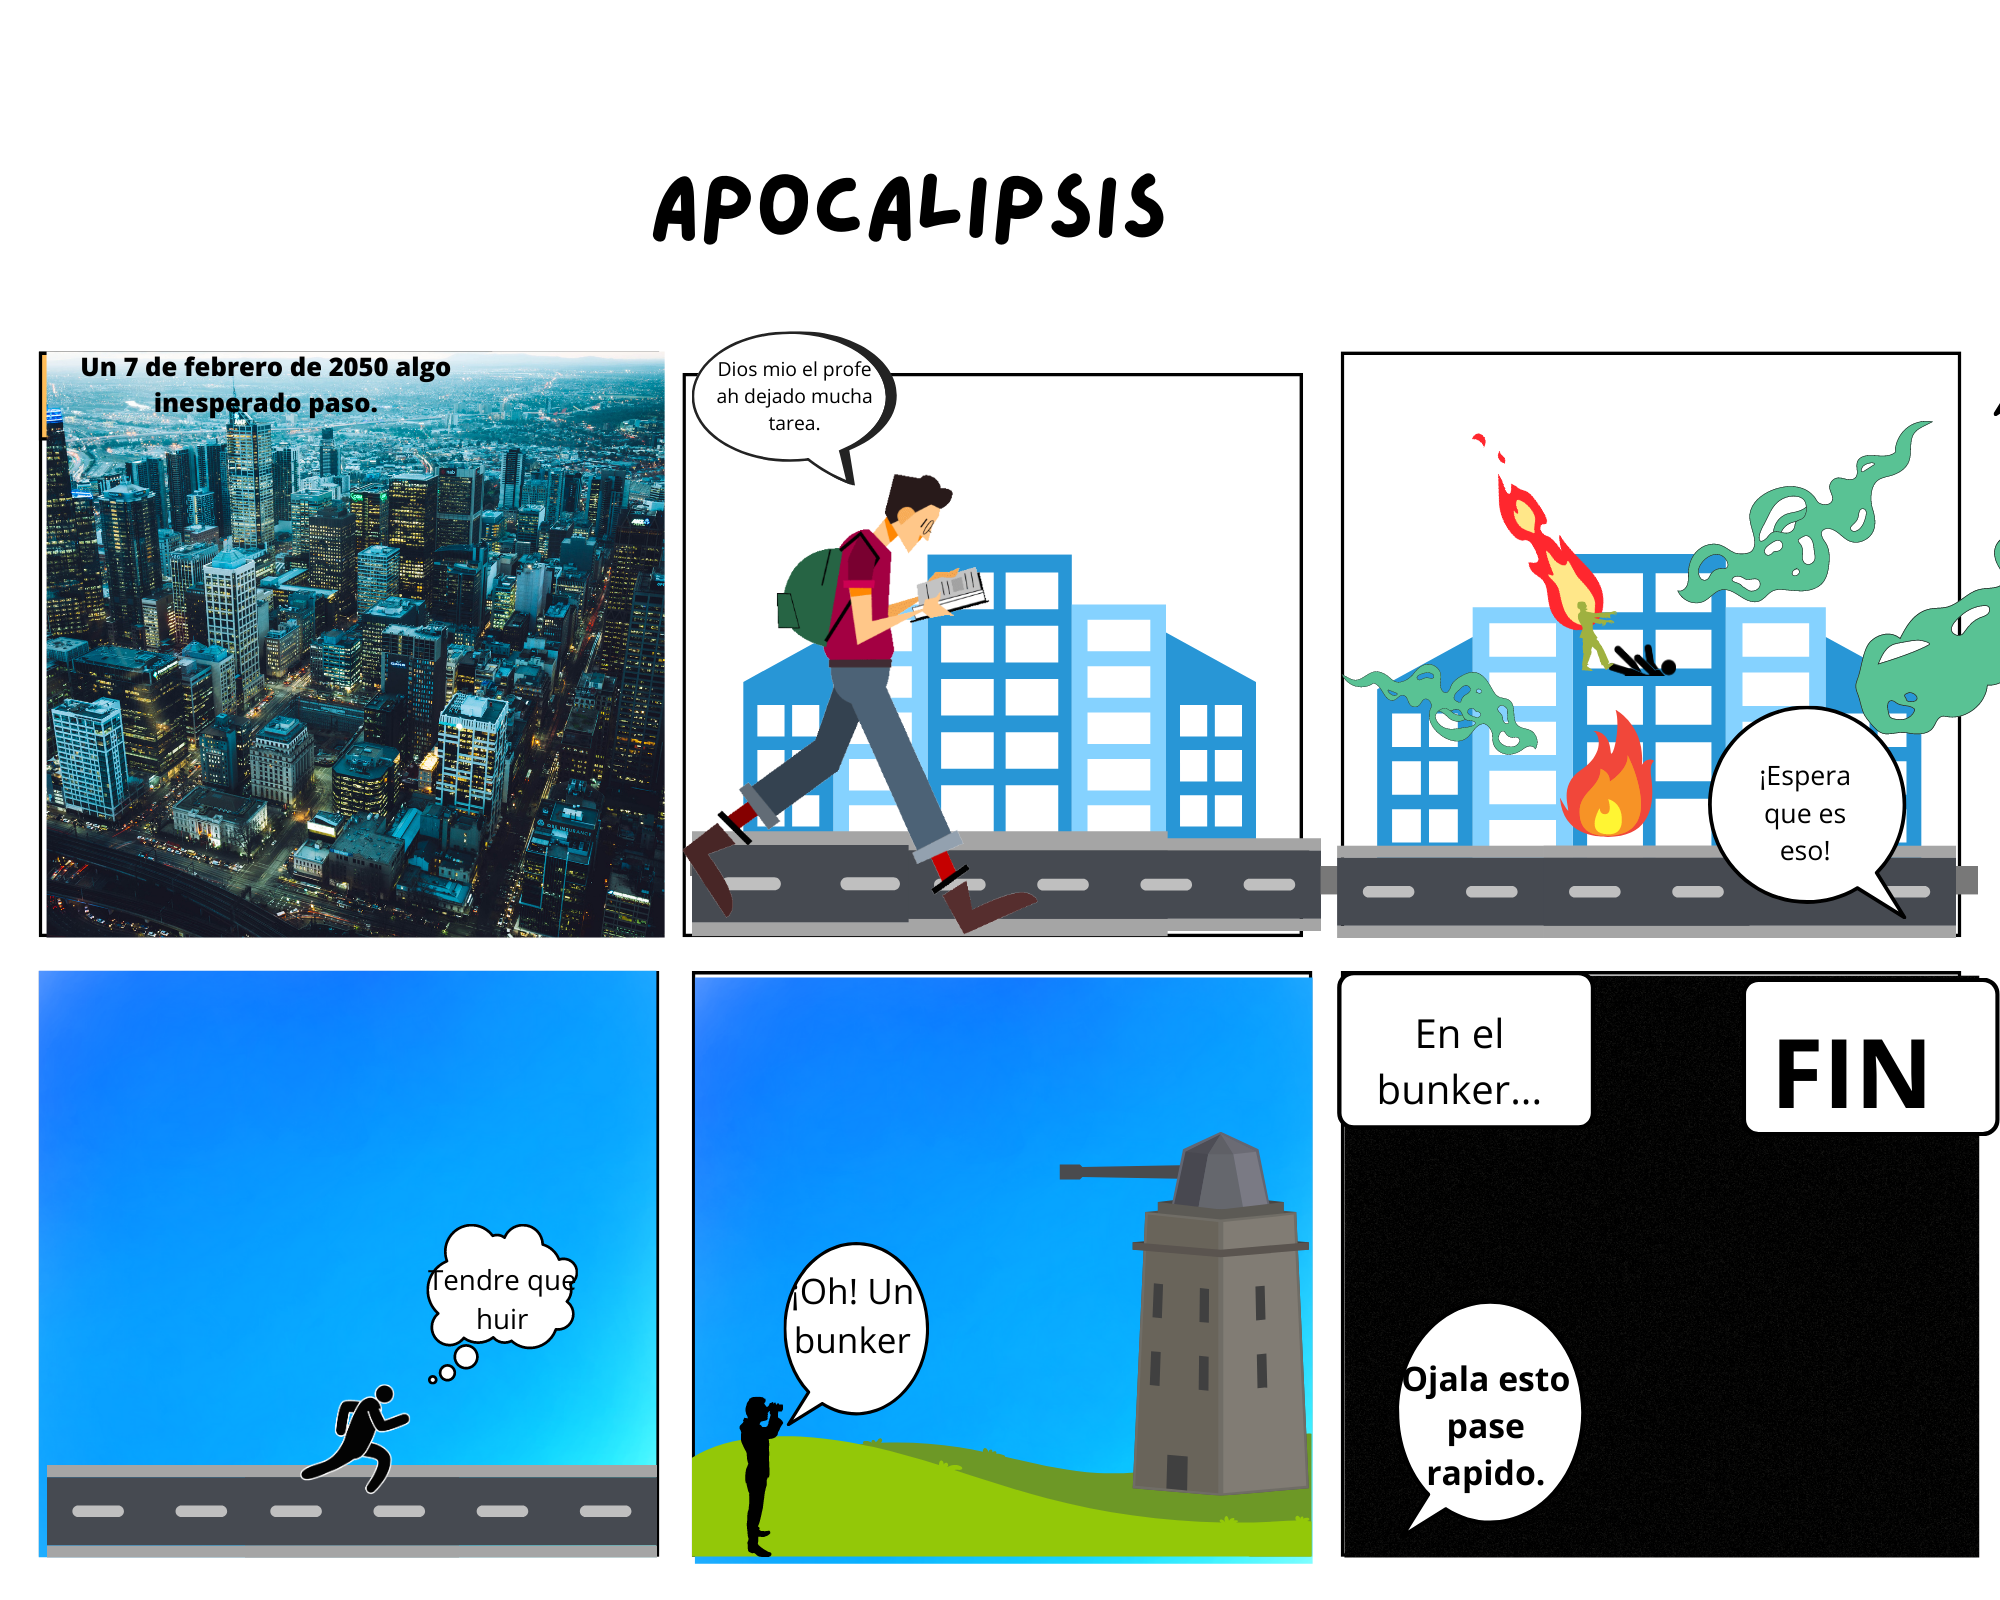 APOCALIPSIS
Un 7 de febrero de 2050 algo
inesperado paso.
Dios mio el profe
ah dejado mucha
tarea.
¡Espera
que es
eso!
Tendre que
huir
¡Oh! Un
bunker
En el
bunker...
FIN
Ojala esto
pase
rapido.